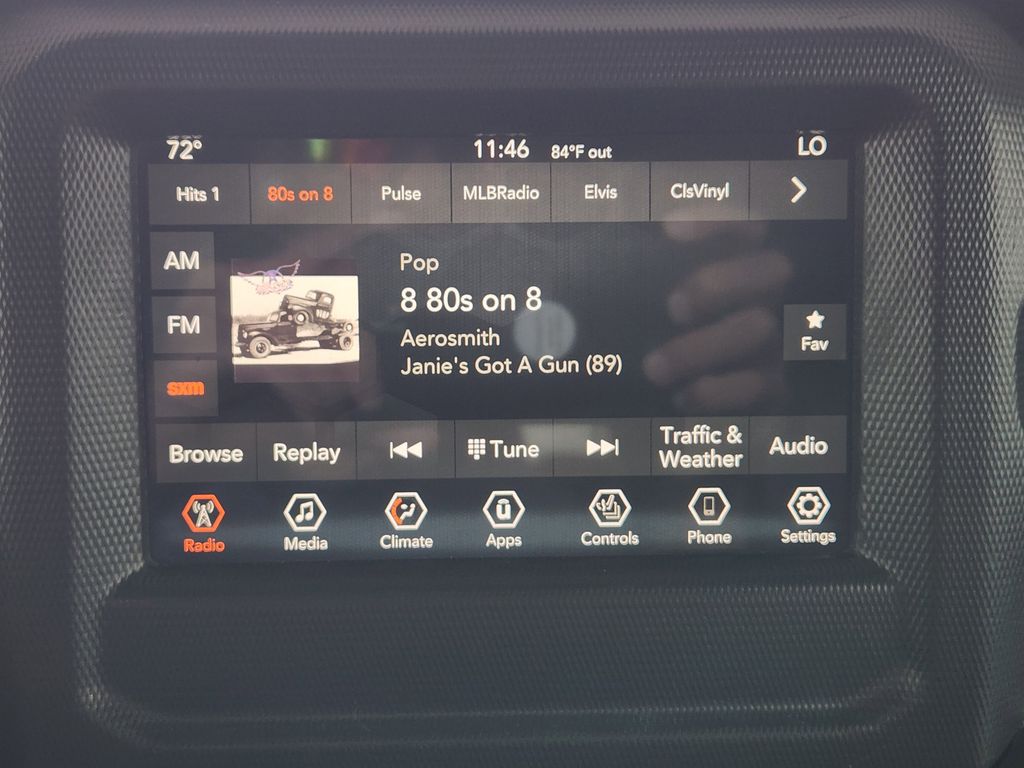 72° 11:46 84°F out LO
Hits 1 80s on 8 Pulse MLBRadio Elvis ClsVinyl
AM
FM
sxm
Pop
8 80s on 8
Aerosmith
Janie's Got A Gun (89)
Fav
Browse Replay Tune Traffic & Weather Audio
Radio Media Climate Apps Controls Phone Settings